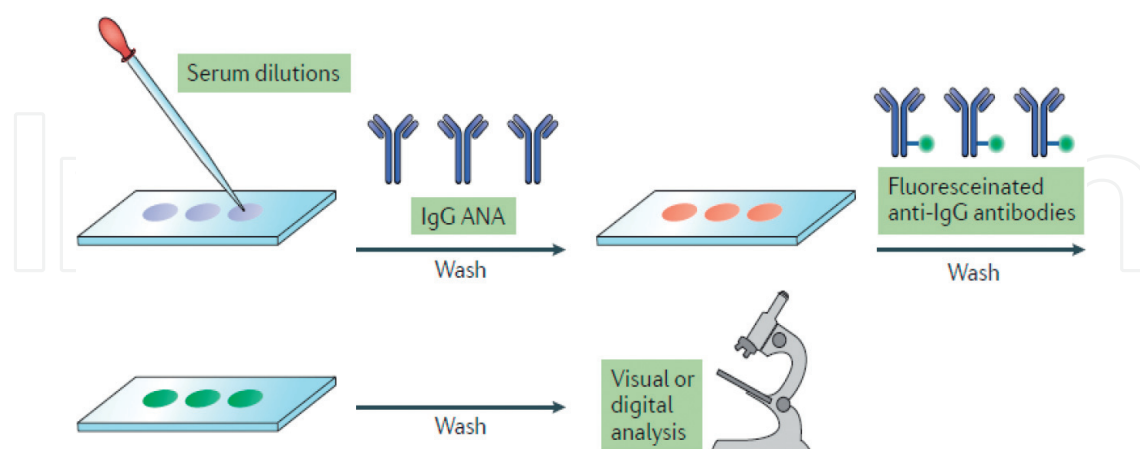 Serum dilutions
IgG ANA
Wash
Fluoresceinated
anti-IgG antibodies
Wash
Wash
Visual or
digital
analysis